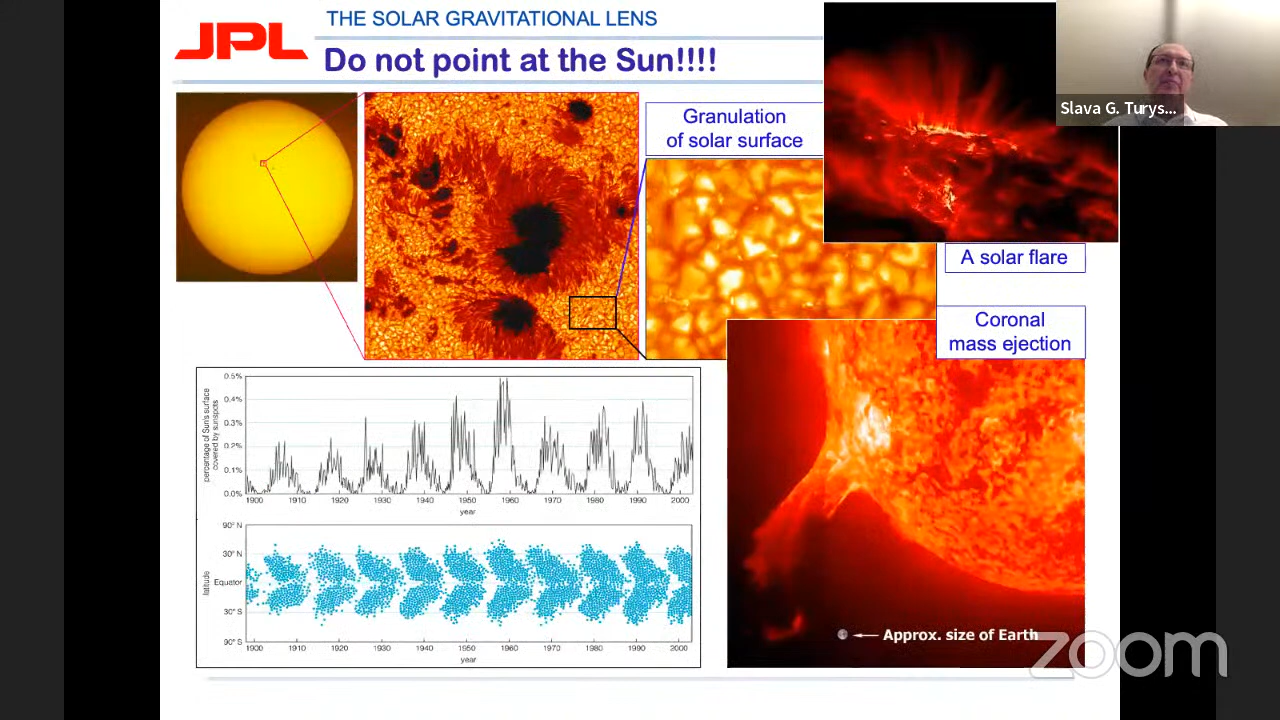 JPL
THE SOLAR GRAVITATIONAL LENS
Do not point at the Sun!!!!
Slava G. Turys...
Granulation
of solar surface
A solar flare
Coronal
mass ejection
percentage of Sun's surface
covered by sunspots
0.5%
0.4%
0.3%
0.2%
0.1%
0.0%
1900 1910 1920 1930 1940 1950 1960 1970 1980 1990 2000
year
latitude
90° N
30° N
Equator
30° S
90° S
1900 1910 1920 1930 1940 1950 1960 1970 1980 1990 2000
year
Approx. size of Earth
zoom